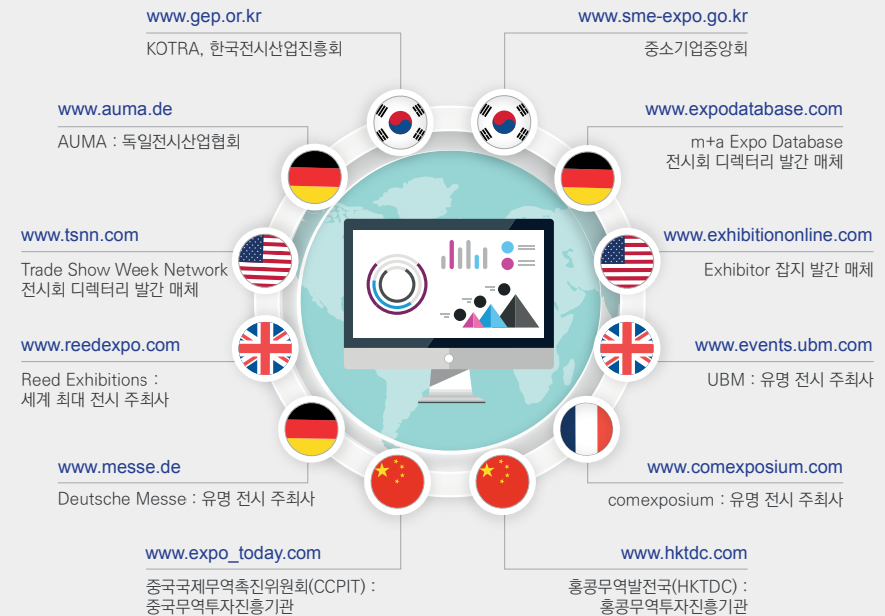 www.gep.or.kr
KOTRA, 한국전시산업진흥회
www.sme-expo.go.kr
중소기업중앙회
www.auma.de
AUMA : 독일전시산업협회
www.expodatabase.com
m+a Expo Database
전시회 디렉터리 발간 매체
www.tsnn.com
Trade Show Week Network
전시회 디렉터리 발간 매체
www.exhibitiononline.com
Exhibitor 잡지 발간 매체
www.reedexpo.com
Reed Exhibitions :
세계 최대 전시 주최사
www.events.ubm.com
UBM : 유명 전시 주최사
www.messe.de
Deutsche Messe : 유명 전시 주최사
www.comexposium.com
comexposium : 유명 전시 주최사
www.expo_today.com
중국국제무역촉진위원회(CCPIT) :
중국무역투자진흥기관
www.hktdc.com
홍콩무역발전국(HKTDC) :
홍콩무역투자진흥기관